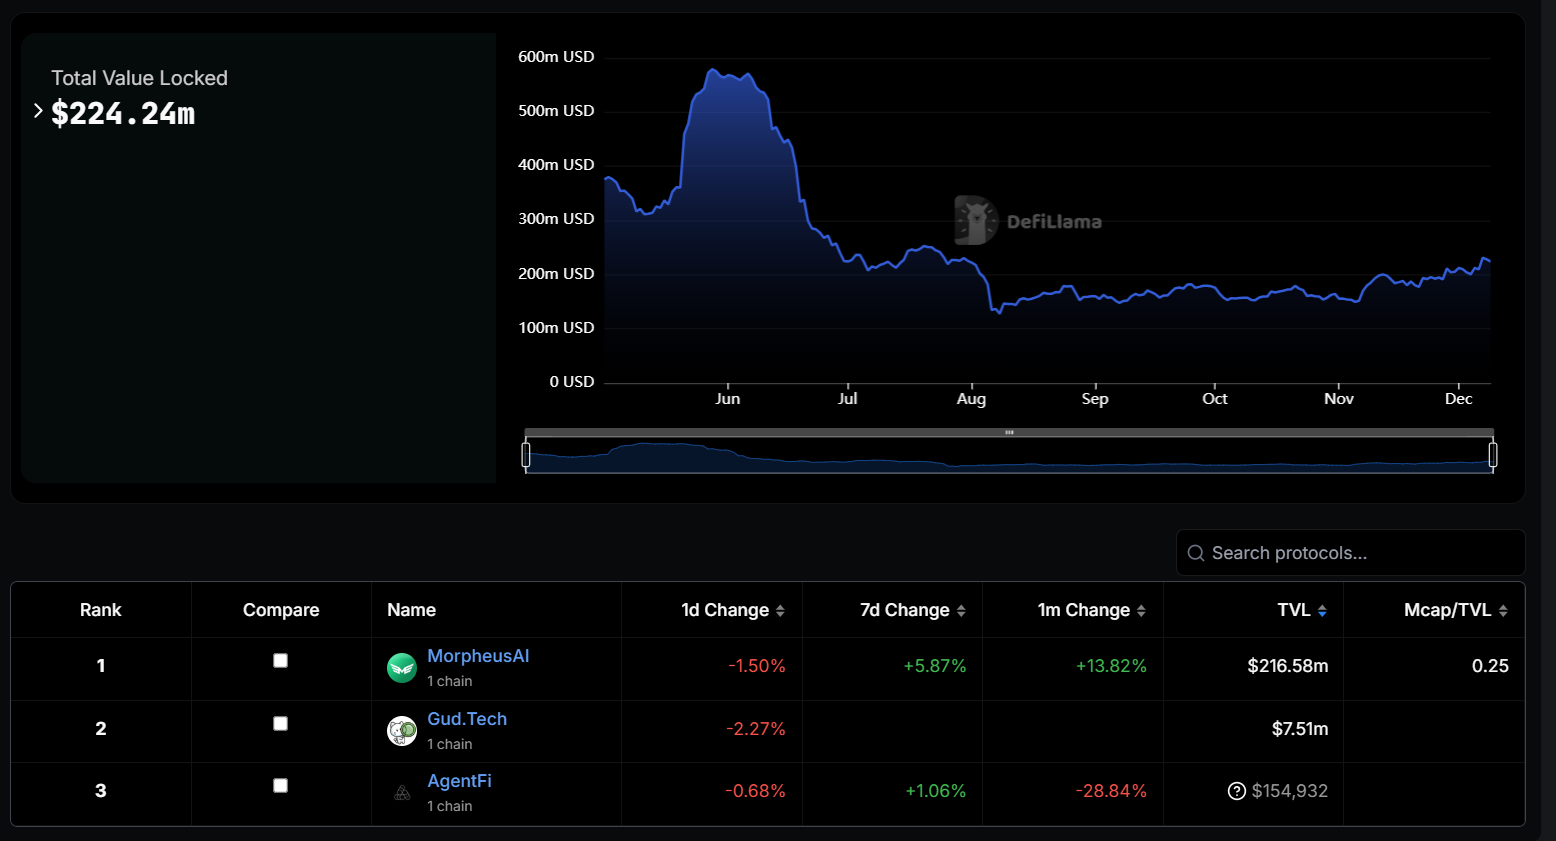 Total Value Locked
$224.24m
600m USD
500m USD
400m USD
300m USD
200m USD
100m USD
0 USD
DefiLlama
Jun Jul Aug Sep Oct Nov Dec
Search protocols...
Rank Compare Name 1d Change 7d Change 1m Change TVL Mcap/TVL
1 MorpheusAI -1.50% +5.87% +13.82% $216.58m 0.25
1 chain
2 Gud.Tech -2.27% $7.51m
1 chain
3 AgentFi -0.68% +1.06% -28.84% ? $154,932
1 chain